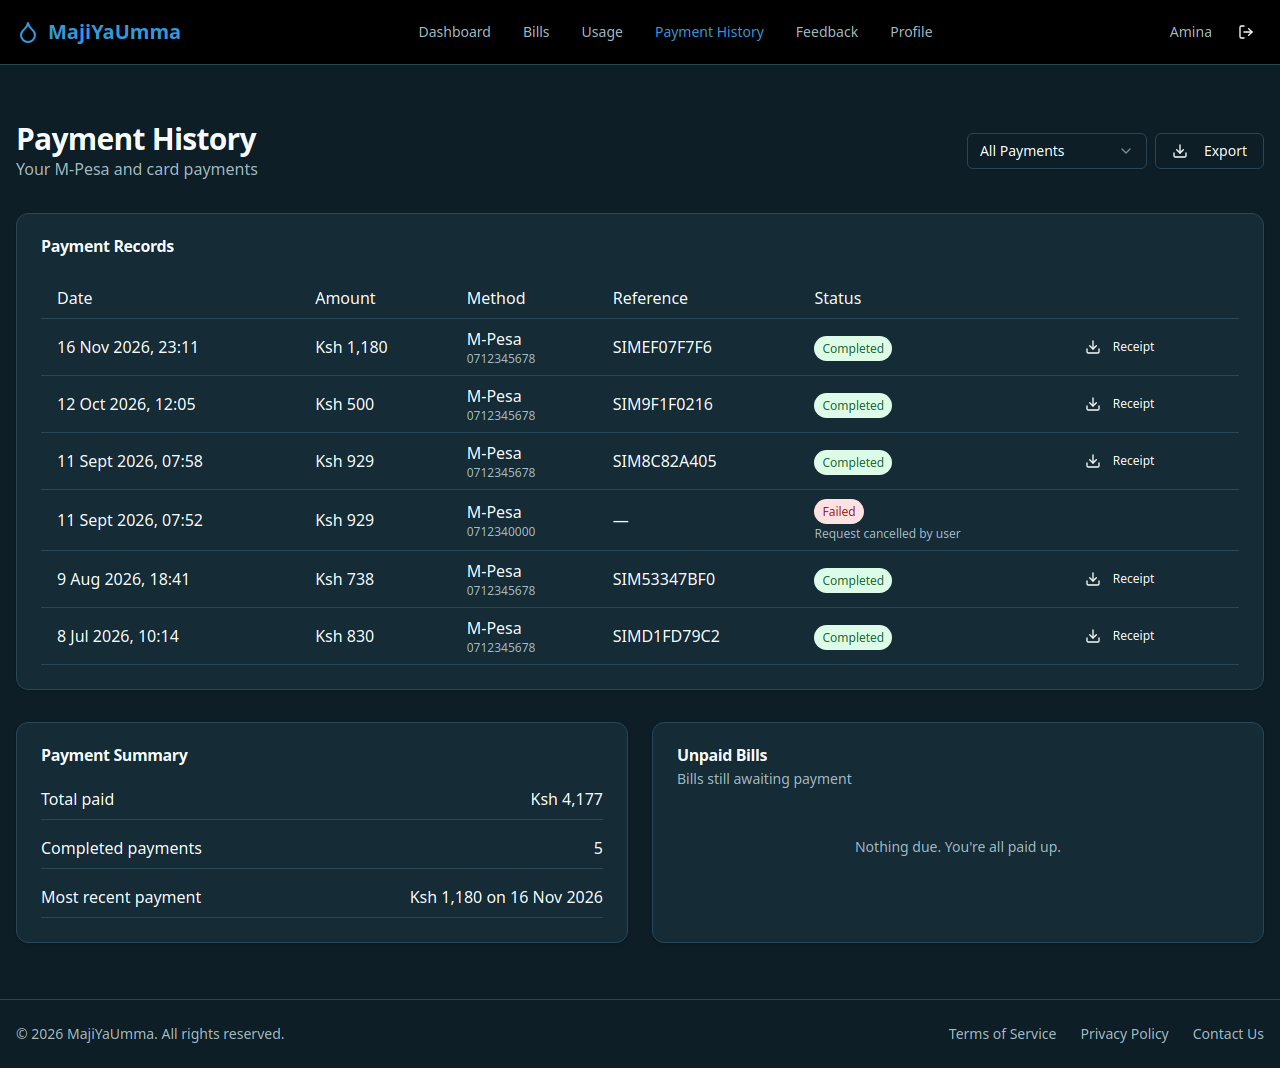 MajiYaUmma
Dashboard Bills Usage Payment History Feedback Profile
Amina
Payment History
Your M-Pesa and card payments
All Payments
Export
Payment Records
Date Amount Method Reference Status
16 Nov 2026, 23:11 Ksh 1,180 M-Pesa SIMEF07F7F6 Completed Receipt
0712345678
12 Oct 2026, 12:05 Ksh 500 M-Pesa SIM9F1F0216 Completed Receipt
0712345678
11 Sept 2026, 07:58 Ksh 929 M-Pesa SIM8C82A405 Completed Receipt
0712345678
11 Sept 2026, 07:52 Ksh 929 M-Pesa — Failed
0712340000 Request cancelled by user
9 Aug 2026, 18:41 Ksh 738 M-Pesa SIM53347BF0 Completed Receipt
0712345678
8 Jul 2026, 10:14 Ksh 830 M-Pesa SIMD1FD79C2 Completed Receipt
0712345678
Payment Summary
Total paid Ksh 4,177
Completed payments 5
Most recent payment Ksh 1,180 on 16 Nov 2026
Unpaid Bills
Bills still awaiting payment
Nothing due. You're all paid up.
© 2026 MajiYaUmma. All rights reserved.
Terms of Service Privacy Policy Contact Us